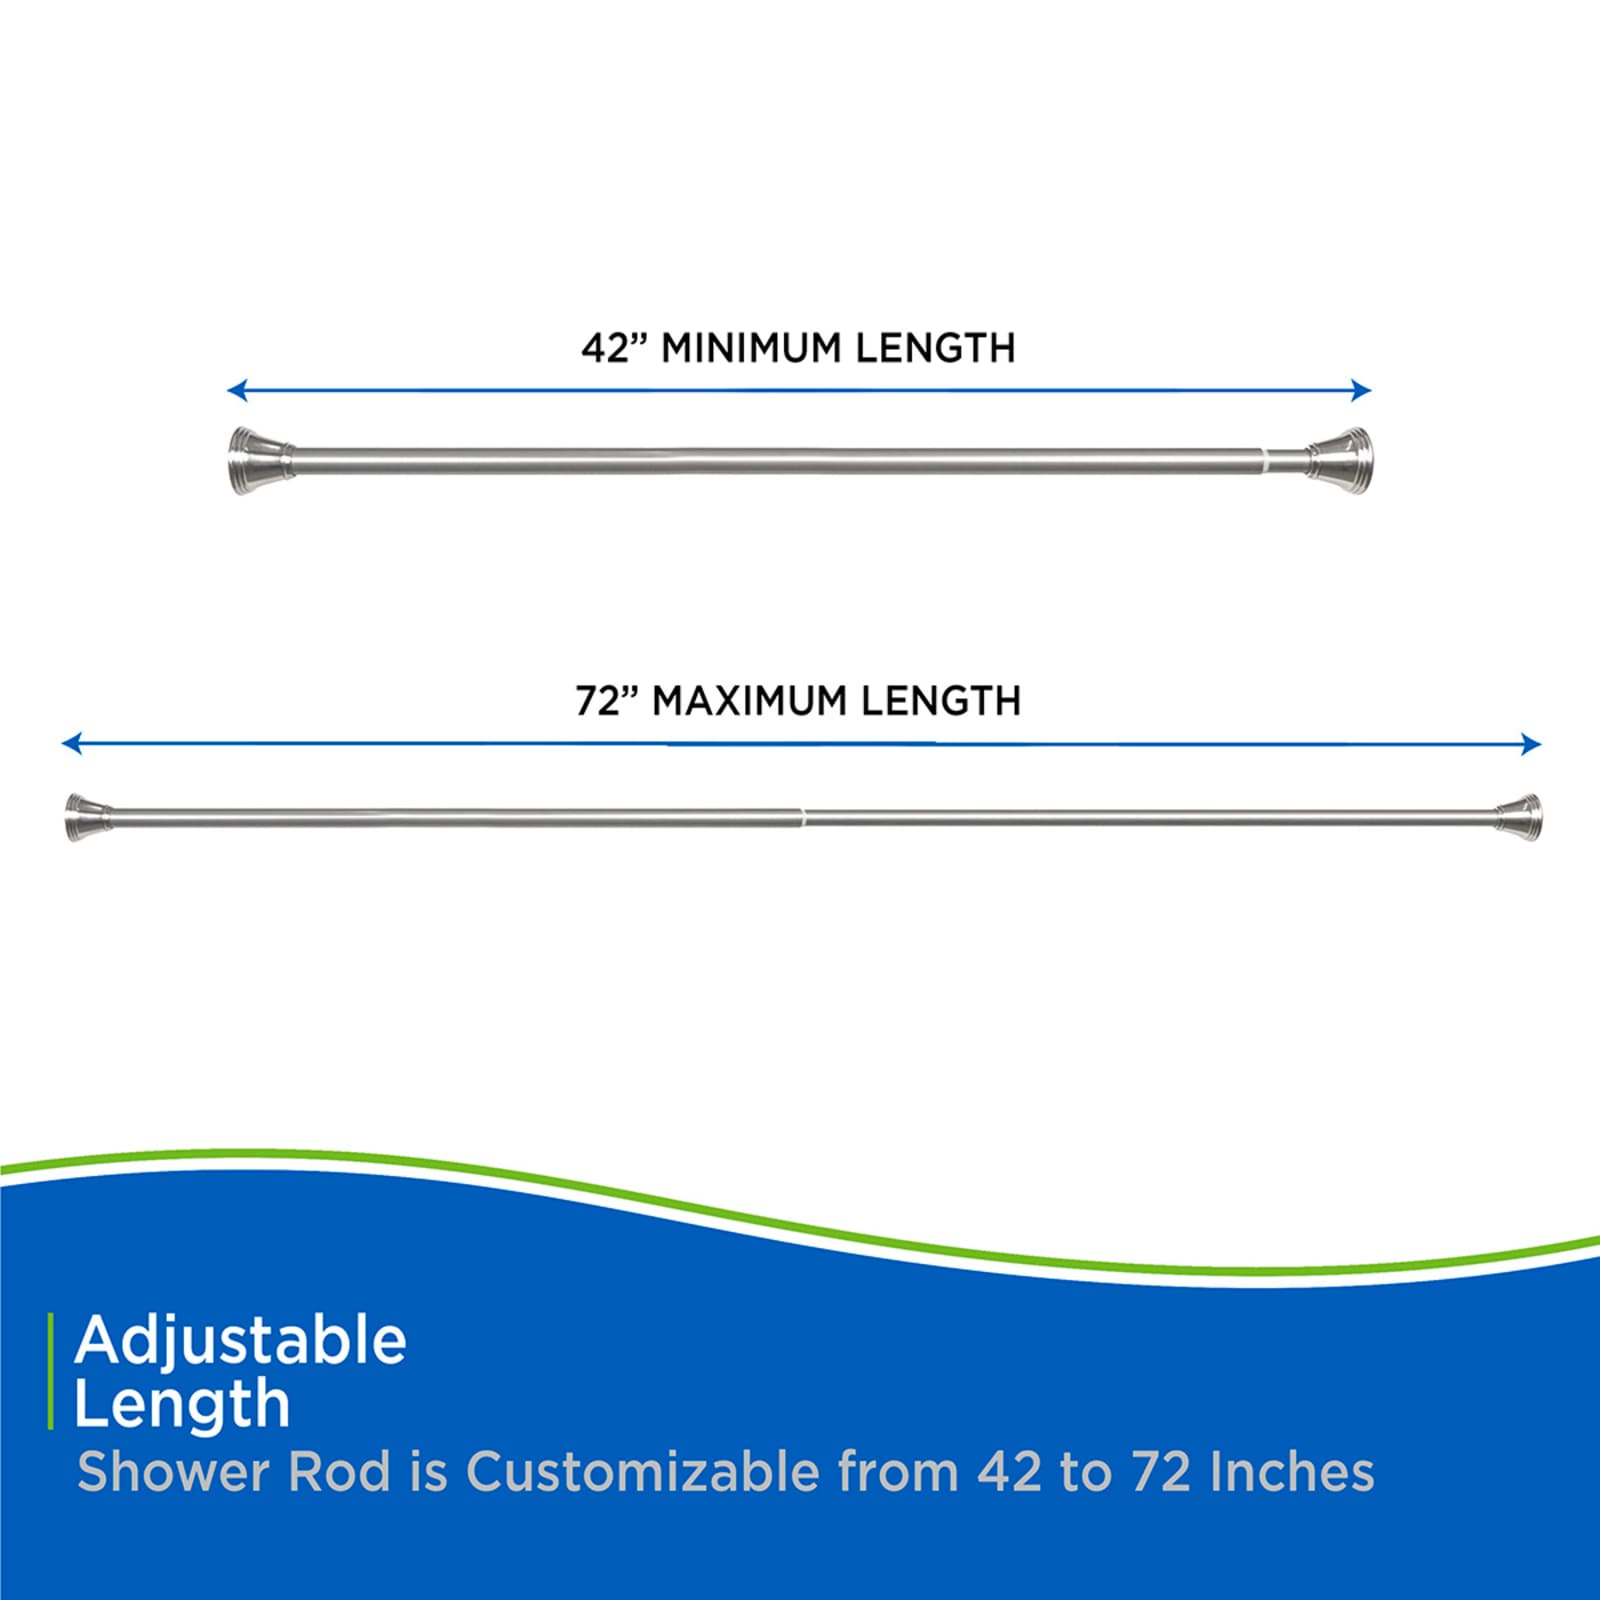 42” MINIMUM LENGTH
72” MAXIMUM LENGTH
Adjustable
Length
Shower Rod is Customizable from 42 to 72 Inches